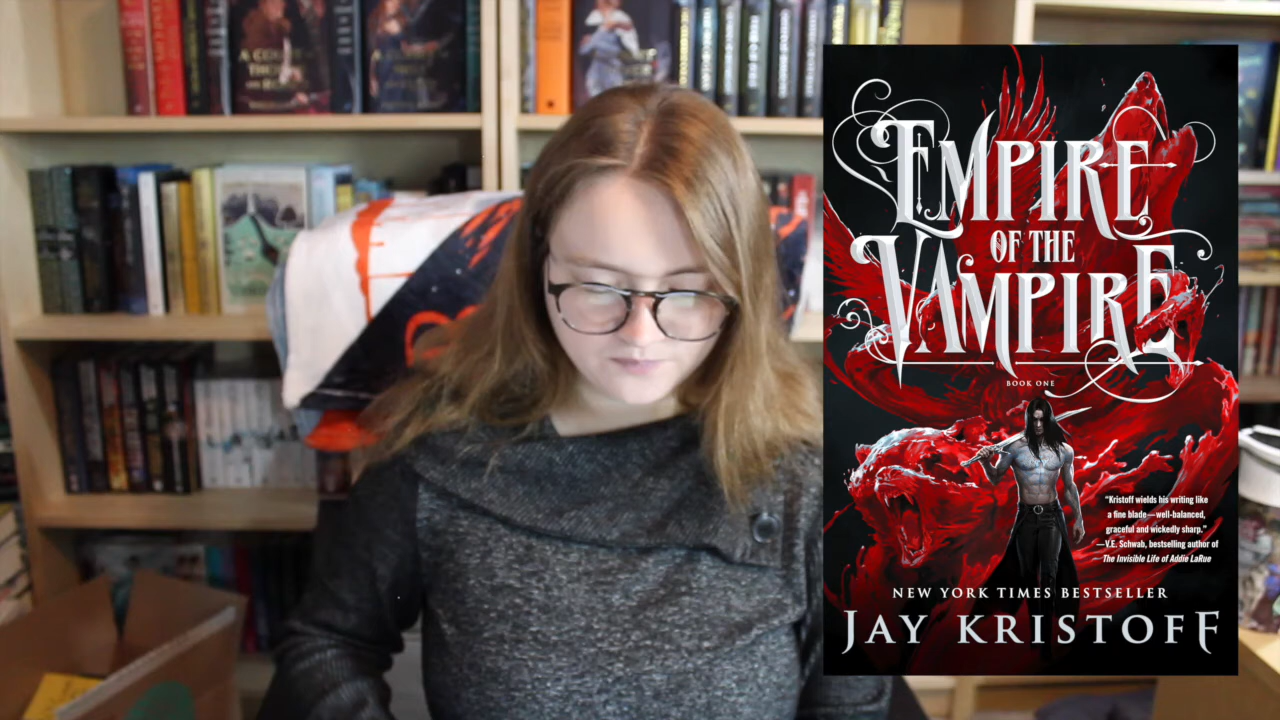 EMPIRE
OF THE
VAMPIRE
BOOK ONE
"Kristoff wields his writing like
a fine blade—well-balanced,
graceful and wickedly sharp."
—V.E. Schwab, bestselling author of
The Invisible Life of Addie LaRue
NEW YORK TIMES BESTSELLER
JAY KRISTOFF